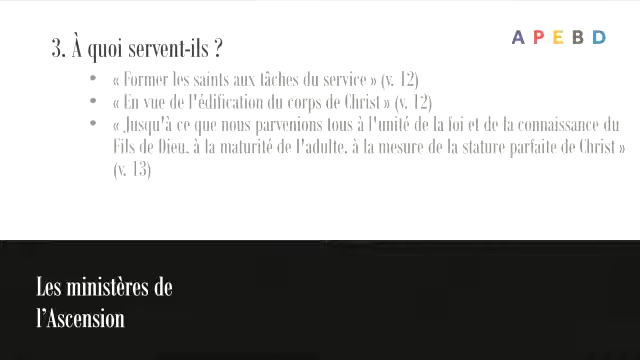 A P E B D
3. À quoi servent-ils ?
• « Former les saints aux tâches du service » (v. 12)
• « En vue de l'édification du corps de Christ » (v. 12)
• « Jusqu'à ce que nous parvenions tous à l'unité de la foi et de la connaissance du
Fils de Dieu, à la maturité de l'adulte, à la mesure de la stature parfaite de Christ »
(v. 13)
Les ministères de
l'Ascension